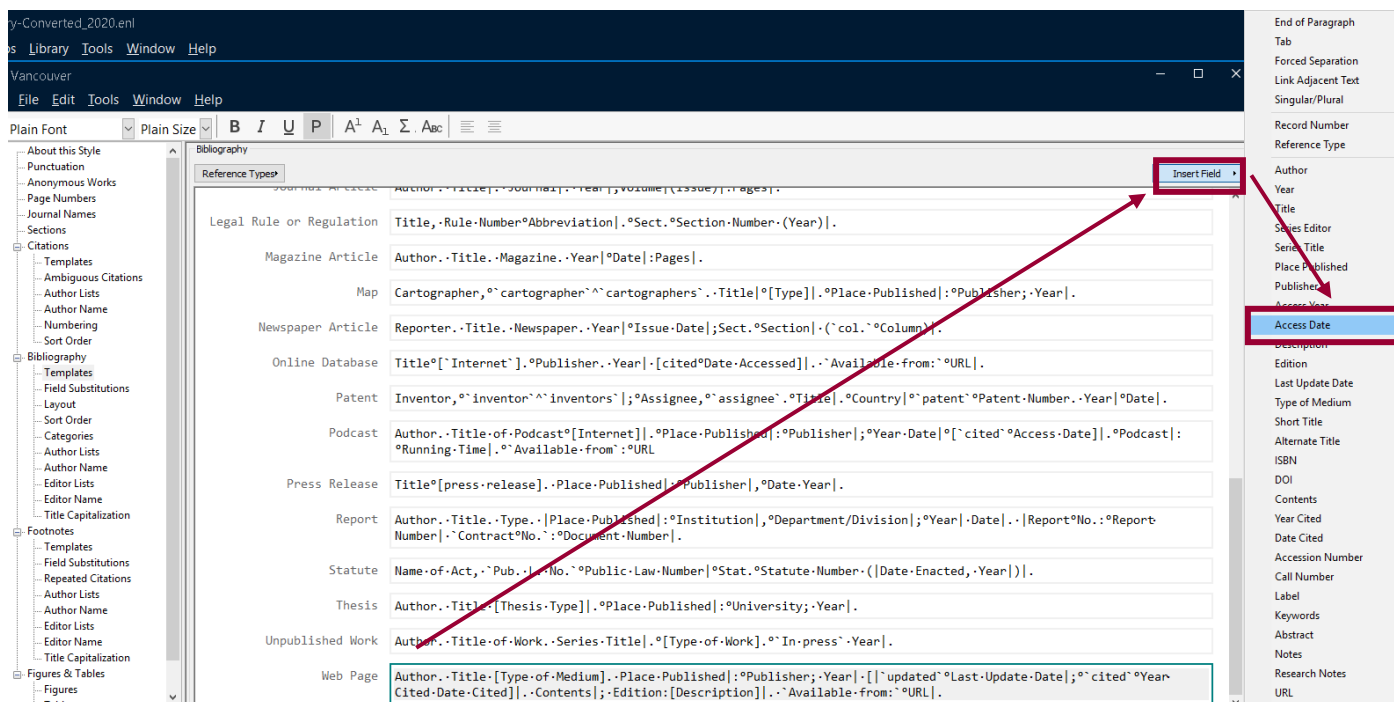 ry-Converted_2020.enl
ps Library Tools Window Help
Vancouver
File Edit Tools Window Help
Plain Font Plain Size B I U P A1 A1 Σ ABC
About this Style
Punctuation
Anonymous Works
Page Numbers
Journal Names
Sections
Citations
Templates
Ambiguous Citations
Author Lists
Author Name
Numbering
Sort Order
Bibliography
Templates
Field Substitutions
Layout
Sort Order
Categories
Author Lists
Author Name
Editor Lists
Editor Name
Title Capitalization
Footnotes
Templates
Field Substitutions
Repeated Citations
Author Lists
Author Name
Editor Lists
Editor Name
Title Capitalization
Figures & Tables
Figures
Bibliography
Reference Types
Insert Field
Journal Article Author.·Title|.·Journal|.·Year|;Volume|(Issue)|:Pages|.
Legal Rule or Regulation Title,·Rule·Number°Abbreviation|.°Sect.°Section·Number·(Year)|.
Magazine Article Author.·Title.·Magazine.·Year|°Date|:Pages|.
Map Cartographer,°`cartographer`^`cartographers`.·Title|°[Type]|.°Place·Published|:°Publisher;·Year|.
Newspaper Article Reporter.·Title.·Newspaper.·Year|°Issue·Date|;Sect.°Section|·(`col.`°Column)|.
Online Database Title°[`Internet`].°Publisher.·Year|·[cited°Date·Accessed]|.·`Available·from:`°URL|.
Patent Inventor,°`inventor`^`inventors`|;°Assignee,°`assignee`.°Title|.°Country|°`patent`°Patent·Number.·Year|°Date|.
Podcast Author.·Title·of·Podcast°[Internet]|.°Place·Published|:°Publisher|;°Year·Date|°[`cited`°Access·Date]|.°Podcast|:
°Running·Time|.°`Available·from`:°URL
Press Release Title°[press·release].·Place·Published|:°Publisher|,°Date·Year|.
Report Author.·Title.·Type.·|Place·Published|:°Institution|,°Department/Division|;°Year|·Date|.·|Report°No.:°Report·
Number|·`Contract°No.`:°Document·Number|.
Statute Name·of·Act,·`Pub.·L.·No.`°Public·Law·Number|°Stat.°Statute·Number·(|Date·Enacted,·Year|)|.
Thesis Author.·Title·[Thesis·Type]|.°Place·Published|:°University;·Year|.
Unpublished Work Author.·Title·of·Work.·Series·Title|.°[Type·of·Work].°`In·press`·Year|.
Web Page Author.·Title·[Type·of·Medium].·Place·Published|:°Publisher;·Year|·[|`updated`°Last·Update·Date|;°`cited`°Year·
Cited·Date·Cited]|.·Contents|;·Edition:[Description]|.·`Available·from:`°URL|.
End of Paragraph
Tab
Forced Separation
Link Adjacent Text
Singular/Plural
Record Number
Reference Type
Author
Year
Title
Series Editor
Series Title
Place Published
Publisher
Access Year
Access Date
Description
Edition
Last Update Date
Type of Medium
Short Title
Alternate Title
ISBN
DOI
Contents
Year Cited
Date Cited
Accession Number
Call Number
Label
Keywords
Abstract
Notes
Research Notes
URL